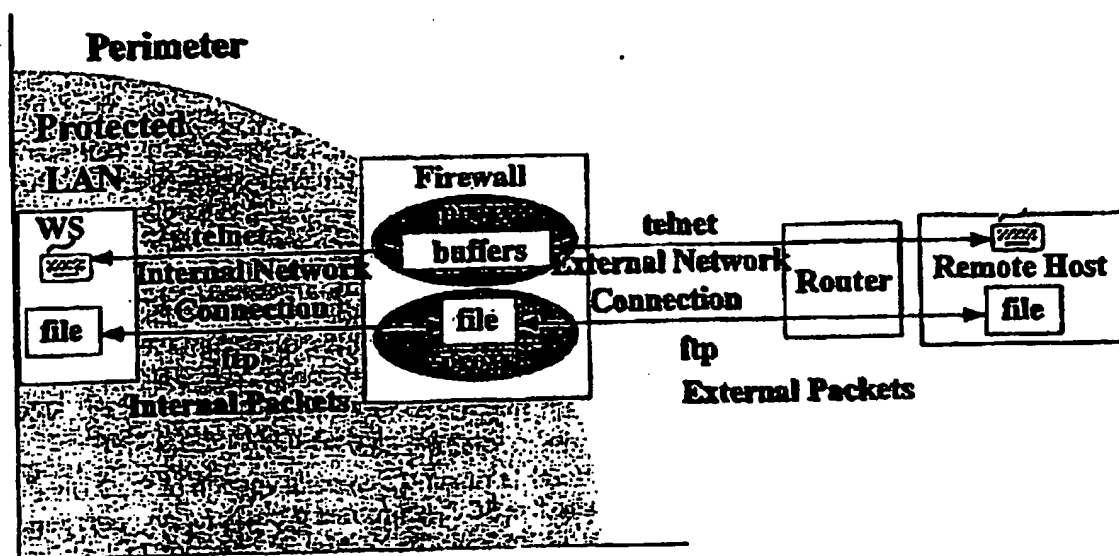 Perimeter
Protected
LAN
WS
file
telnet
Internal Network
Connection
ftp
Internal Packets
Firewall
buffers
file
telnet
External Network
Connection
ftp
External Packets
Router
Remote Host
file